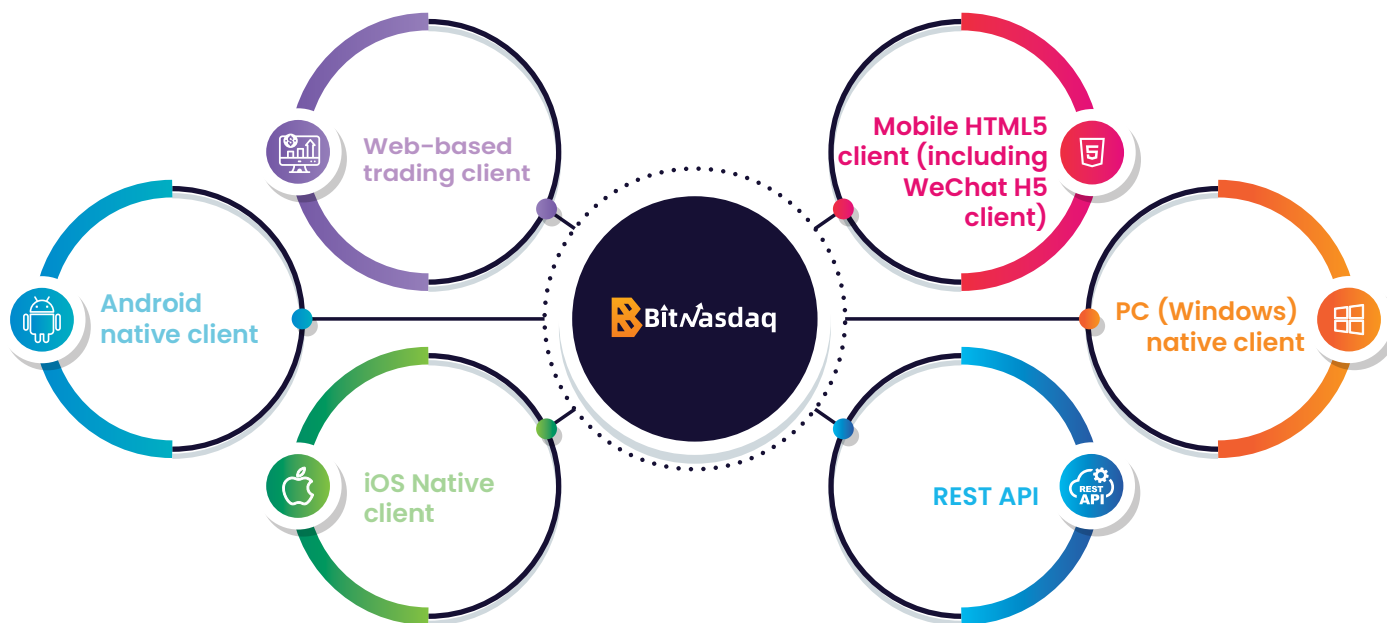 Web-based
trading client
Mobile HTML5
client (including
WeChat H5
client)
5
Android
native client
BitNasdaq
PC (Windows)
native client
iOS Native
client
REST API
REST
API